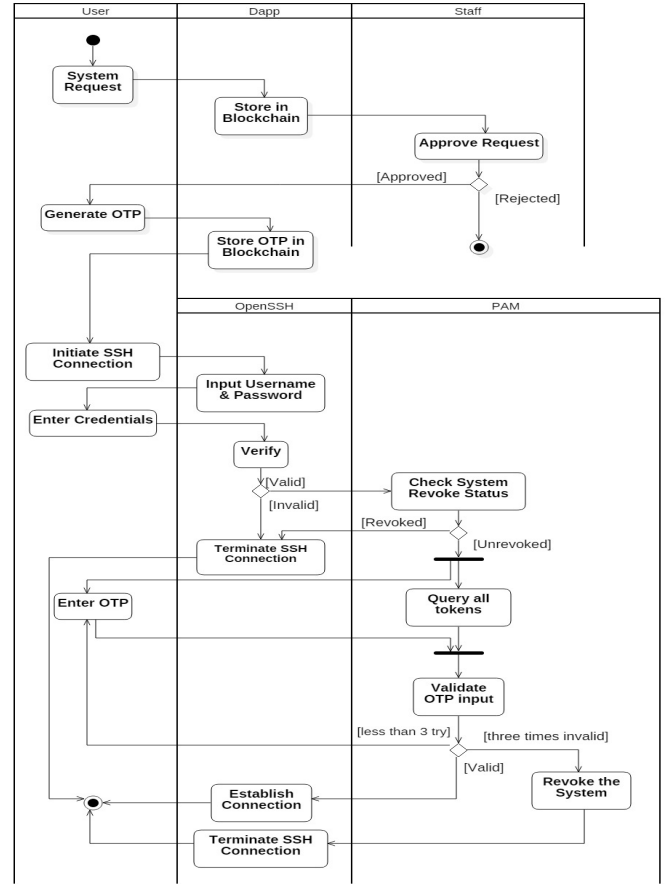 User Dapp Staff
System
Request
Store in
Blockchain
Approve Request
[Approved]
[Rejected]
Generate OTP
Store OTP in
Blockchain
OpenSSH PAM
Initiate SSH
Connection
Input Username
& Password
Enter Credentials
Verify
[Valid]
[Invalid]
Check System
Revoke Status
[Revoked]
[Unrevoked]
Terminate SSH
Connection
Enter OTP
Query all
tokens
Validate
OTP input
[less than 3 try]
[three times invalid]
[Valid]
Revoke the
System
Establish
Connection
Terminate SSH
Connection